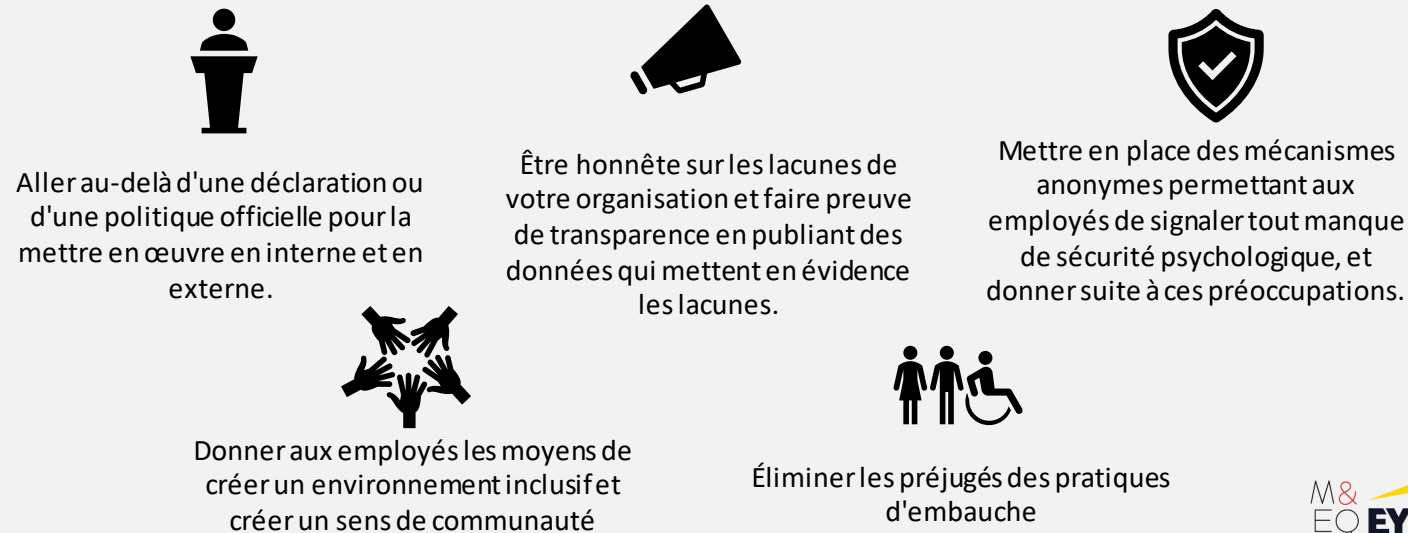 Aller au-delà d'une déclaration ou
d'une politique officielle pour la
mettre en œuvre en interne et en
externe.
Être honnête sur les lacunes de
votre organisation et faire preuve
de transparence en publiant des
données qui mettent en évidence
les lacunes.
Mettre en place des mécanismes
anonymes permettant aux
employés de signaler tout manque
de sécurité psychologique, et
donner suite à ces préoccupations.
Donner aux employés les moyens de
créer un environnement inclusif et
créer un sens de communauté
Éliminer les préjugés des pratiques
d'embauche
M&
EQ EY